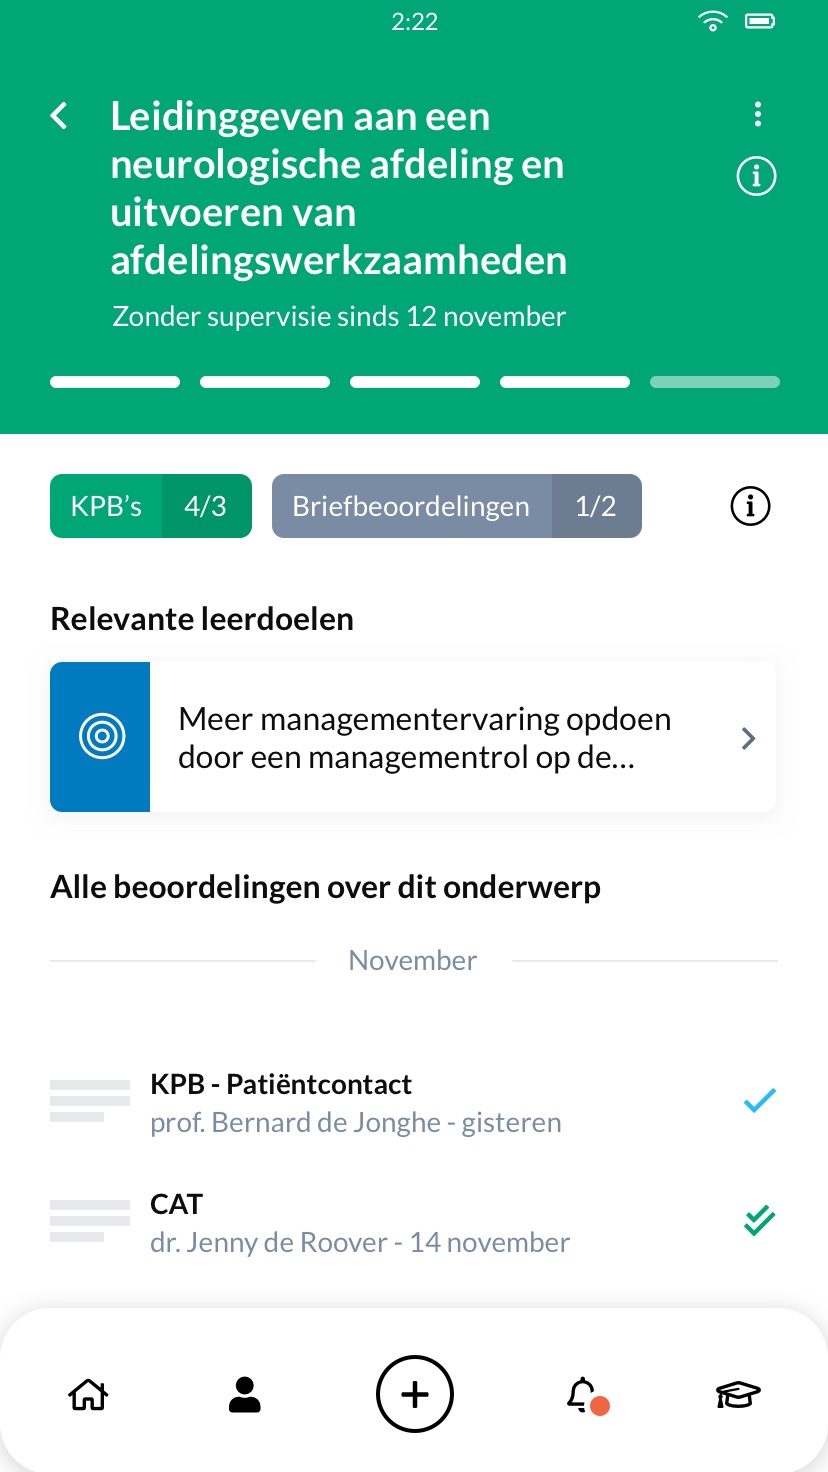 2:22
Leidinggeven aan een
neurologische afdeling en
uitvoeren van
afdelingswerkzaamheden
Zonder supervisie sinds 12 november
KPB’s 4/3 Briefbeoordelingen 1/2
Relevante leerdoelen
Meer managementervaring opdoen
door een managementrol op de...
Alle beoordelingen over dit onderwerp
November
KPB - Patiëntcontact
prof. Bernard de Jonghe - gisteren
CAT
dr. Jenny de Roover - 14 november